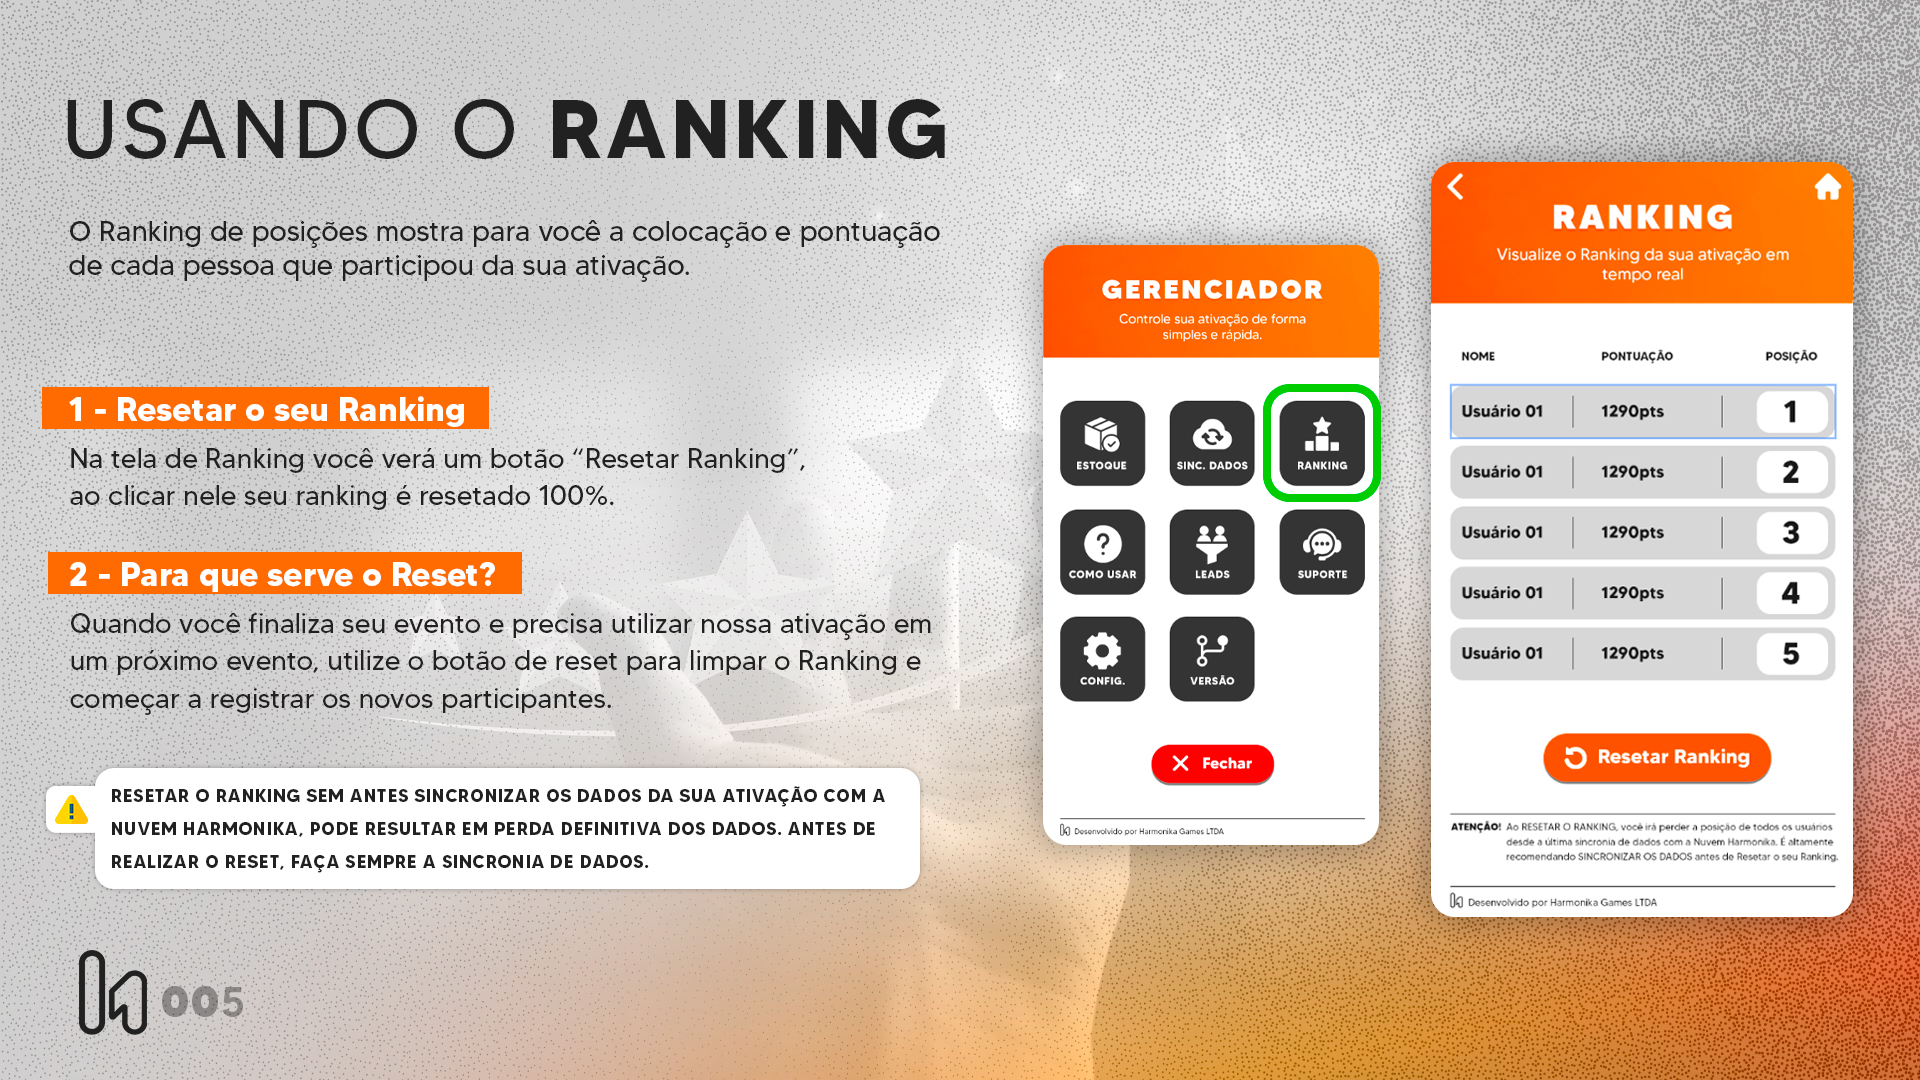 USANDO O RANKING
O Ranking de posições mostra para você a colocação e pontuação
de cada pessoa que participou da sua ativação.
1 - Resetar o seu Ranking
Na tela de Ranking você verá um botão “Resetar Ranking”,
ao clicar nele seu ranking é resetado 100%.
2 - Para que serve o Reset?
Quando você finaliza seu evento e precisa utilizar nossa ativação em
um próximo evento, utilize o botão de reset para limpar o Ranking e
começar a registrar os novos participantes.
RESETAR O RANKING SEM ANTES SINCRONIZAR OS DADOS DA SUA ATIVAÇÃO COM A
NUVEM HARMONIKA, PODE RESULTAR EM PERDA DEFINITIVA DOS DADOS. ANTES DE
REALIZAR O RESET, FAÇA SEMPRE A SINCRONIA DE DADOS.
005
GERENCIADOR
Controle sua ativação de forma
simples e rápida.
ESTOQUE
SINC. DADOS
RANKING
COMO USAR
LEADS
SUPORTE
CONFIG.
VERSÃO
Fechar
Desenvolvido por Harmonika Games LTDA
RANKING
Visualize o Ranking da sua ativação em
tempo real
NOME PONTUAÇÃO POSIÇÃO
Usuário 01 1290pts 1
Usuário 01 1290pts 2
Usuário 01 1290pts 3
Usuário 01 1290pts 4
Usuário 01 1290pts 5
Resetar Ranking
ATENÇÃO! Ao RESETAR O RANKING, você irá perder a posição de todos os usuários
desde a última sincronia de dados com a Nuvem Harmonika. É altamente
recomendando SINCRONIZAR OS DADOS antes de Resetar o seu Ranking.
Desenvolvido por Harmonika Games LTDA